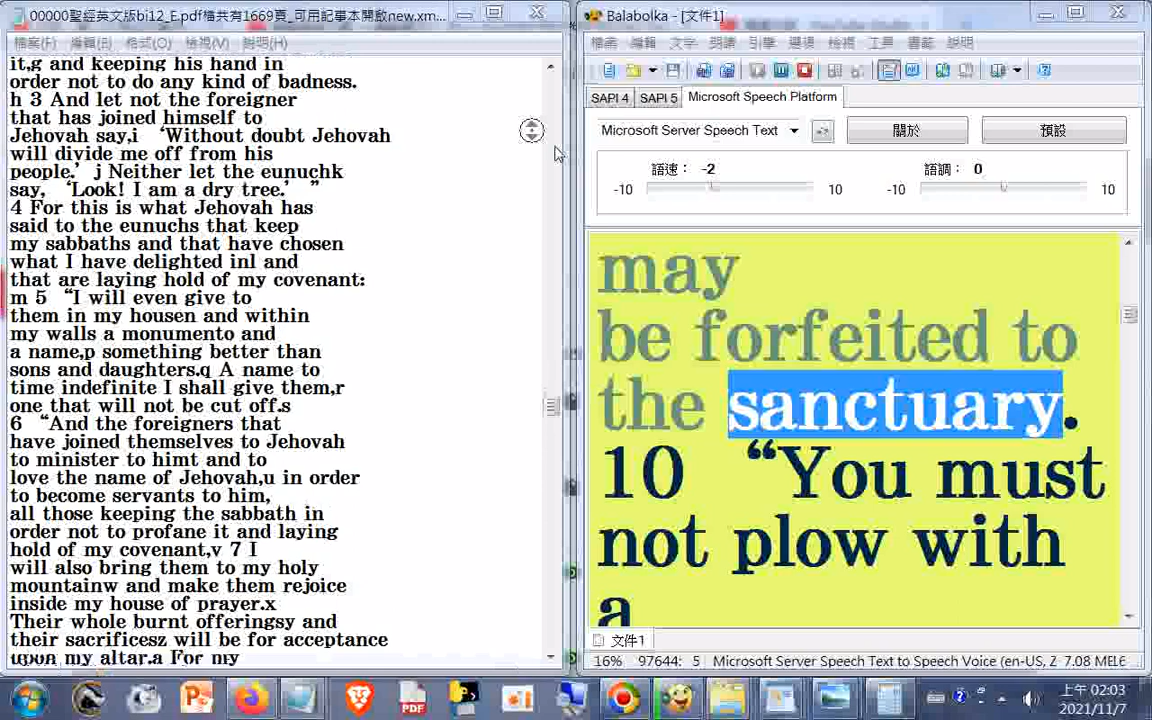 00000聖經英文版bi12_E.pdf檔共有1669頁_可用記事本開啟new.xm...
檔案(F) 編輯(E) 格式(O) 檢視(V) 說明(H)
it,g and keeping his hand in
order not to do any kind of badness.
h 3 And let not the foreigner
that has joined himself to
Jehovah say,i ‘Without doubt Jehovah
will divide me off from his
people.’ j Neither let the eunuchk
say, ‘Look! I am a dry tree.’ ”
4 For this is what Jehovah has
said to the eunuchs that keep
my sabbaths and that have chosen
what I have delighted inl and
that are laying hold of my covenant:
m 5 “I will even give to
them in my housen and within
my walls a monumento and
a name,p something better than
sons and daughters.q A name to
time indefinite I shall give them,r
one that will not be cut off.s
6 “And the foreigners that
have joined themselves to Jehovah
to minister to himt and to
love the name of Jehovah,u in order
to become servants to him,
all those keeping the sabbath in
order not to profane it and laying
hold of my covenant,v 7 I
will also bring them to my holy
mountainw and make them rejoice
inside my house of prayer.x
Their whole burnt offeringsy and
their sacrificesz will be for acceptance
upon my altar.a For my
Balabolka - [文件1]
檔案 編輯 文字 朗讀 引擎 選項 檢視 工具 書籤 說明
SAPI 4 SAPI 5 Microsoft Speech Platform
Microsoft Server Speech Text 關於 預設
語速： -2 語調： 0
-10 10 -10 10
may
be forfeited to
the sanctuary.
10 “You must
not plow with
a
文件1
16% 97644: 5 Microsoft Server Speech Text to Speech Voice (en-US, Z 7.08 MEL6
PDF
上午 02:03
2021/11/7